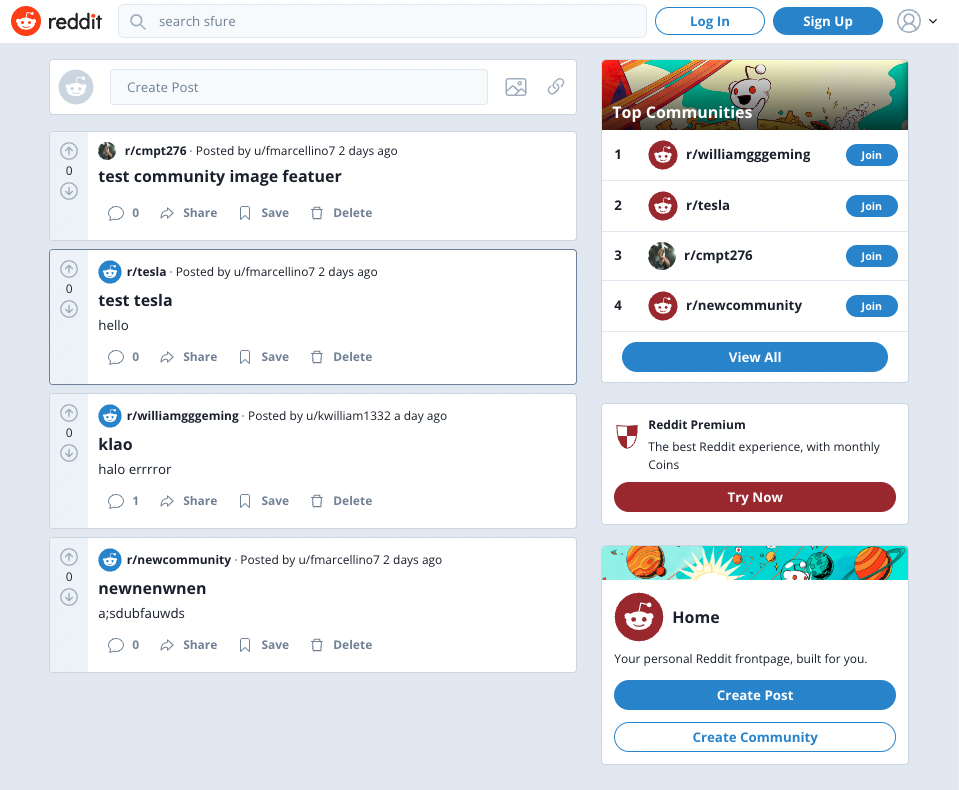 reddit
search sfure
Log In
Sign Up
Create Post
0
r/cmpt276 · Posted by u/fmarcellino7 2 days ago
test community image featuer
0 Share Save Delete
0
r/tesla · Posted by u/fmarcellino7 2 days ago
test tesla
hello
0 Share Save Delete
0
r/williamgggeming · Posted by u/kwilliam1332 a day ago
klao
halo errrror
1 Share Save Delete
0
r/newcommunity · Posted by u/fmarcellino7 2 days ago
newnenwnen
a;sdubfauwds
0 Share Save Delete
Top Communities
1 r/williamgggeming Join
2 r/tesla Join
3 r/cmpt276 Join
4 r/newcommunity Join
View All
Reddit Premium
The best Reddit experience, with monthly
Coins
Try Now
Home
Your personal Reddit frontpage, built for you.
Create Post
Create Community